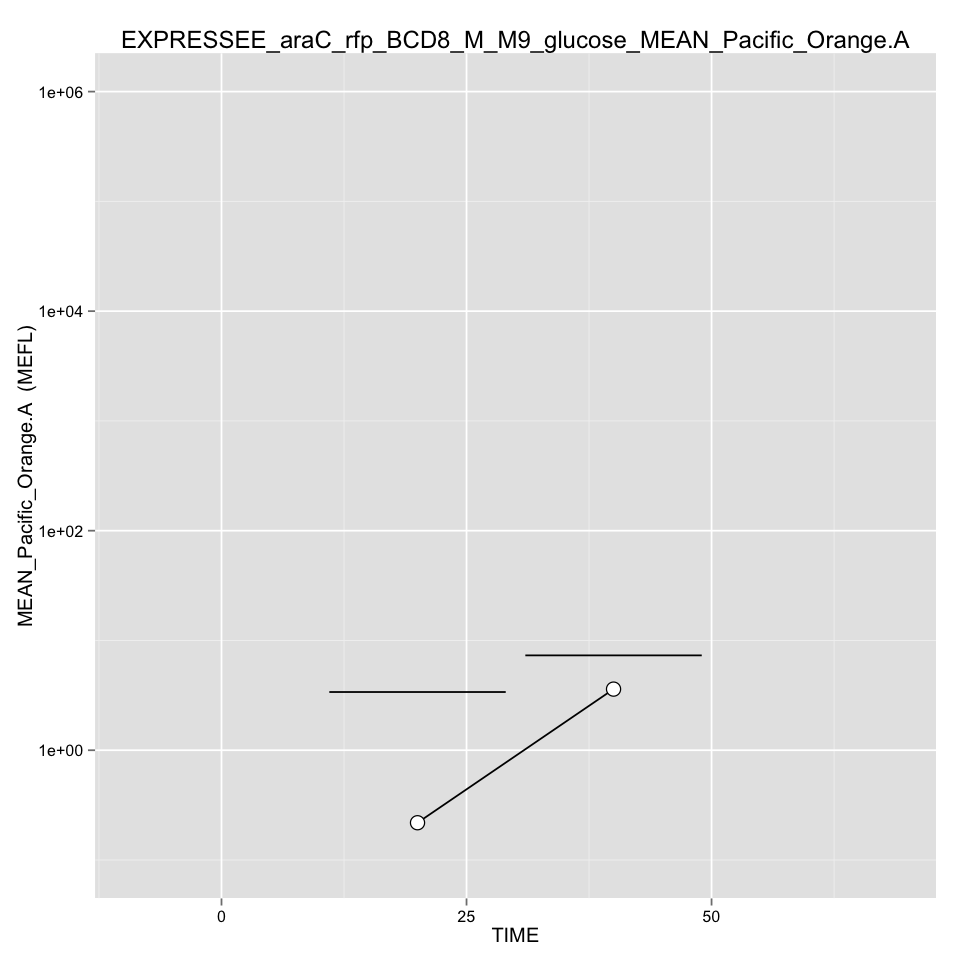 EXPRESSEE_araC_rfp_BCD8_M_M9_glucose_MEAN_Pacific_Orange.A
1e+06
1e+04
1e+02
1e+00
MEAN_Pacific_Orange.A (MEFL)
0
25
50
TIME